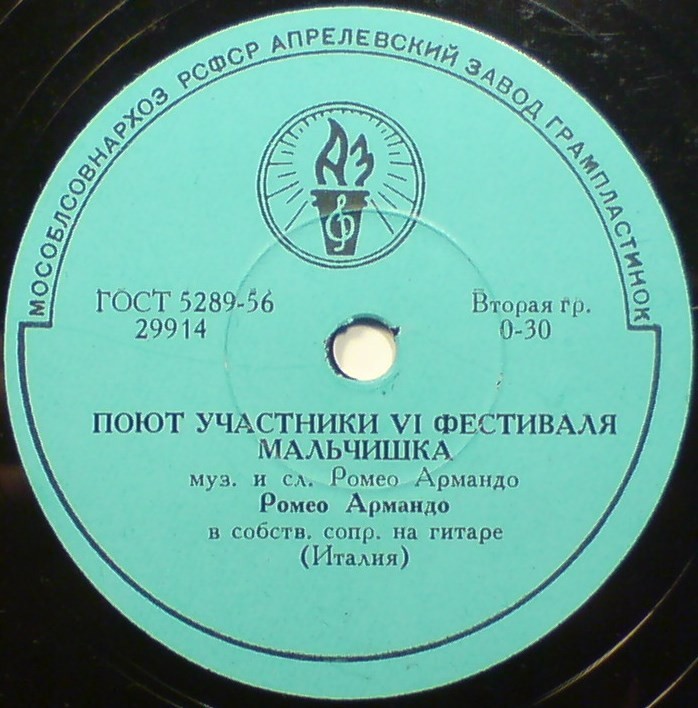 МОСОБЛСОВНАРХОЗ РСФСР АПРЕЛЕВСКИЙ ЗАВОД ГРАМПЛАСТИНОК
АЗ
ГОСТ 5289-56
29914
Вторая гр.
0-30
ПОЮТ УЧАСТНИКИ VI ФЕСТИВАЛЯ
МАЛЬЧИШКА
муз. и сл. Ромео Армандо
Ромео Армандо
в собств. сопр. на гитаре
(Италия)